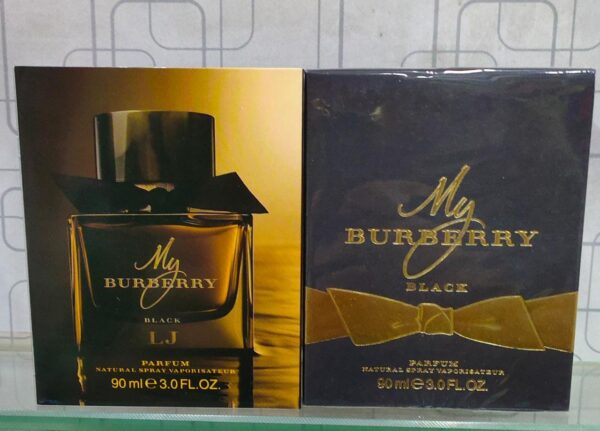 My
BURBERRY
BLACK
LJ
PARFUM
NATURAL SPRAY VAPORISATEUR
90 ml e 3.0 FL.OZ.
My
BURBERRY
BLACK
PARFUM
NATURAL SPRAY VAPORISATEUR
90 ml e 3.0 FL.OZ.